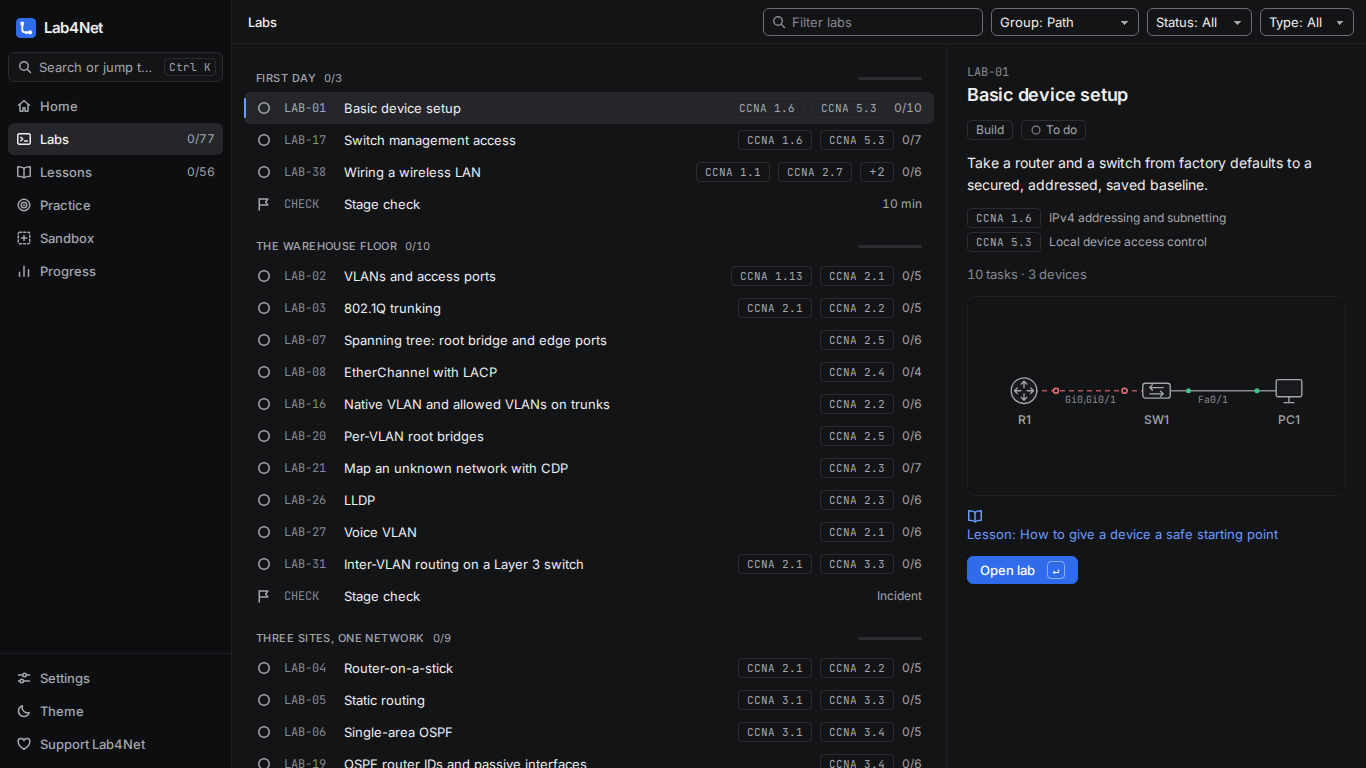 Lab4Net
Search or jump t... Ctrl K
Home
Labs 0/77
Lessons 0/56
Practice
Sandbox
Progress
Settings
Theme
Support Lab4Net
Labs
Filter labs
Group: Path
Status: All
Type: All
FIRST DAY 0/3
LAB-01 Basic device setup CCNA 1.6 CCNA 5.3 0/10
LAB-17 Switch management access CCNA 1.6 CCNA 5.3 0/7
LAB-38 Wiring a wireless LAN CCNA 1.1 CCNA 2.7 +2 0/6
CHECK Stage check 10 min
THE WAREHOUSE FLOOR 0/10
LAB-02 VLANs and access ports CCNA 1.13 CCNA 2.1 0/5
LAB-03 802.1Q trunking CCNA 2.1 CCNA 2.2 0/5
LAB-07 Spanning tree: root bridge and edge ports CCNA 2.5 0/6
LAB-08 EtherChannel with LACP CCNA 2.4 0/4
LAB-16 Native VLAN and allowed VLANs on trunks CCNA 2.2 0/6
LAB-20 Per-VLAN root bridges CCNA 2.5 0/6
LAB-21 Map an unknown network with CDP CCNA 2.3 0/7
LAB-26 LLDP CCNA 2.3 0/6
LAB-27 Voice VLAN CCNA 2.1 0/6
LAB-31 Inter-VLAN routing on a Layer 3 switch CCNA 2.1 CCNA 3.3 0/6
CHECK Stage check Incident
THREE SITES, ONE NETWORK 0/9
LAB-04 Router-on-a-stick CCNA 2.1 CCNA 2.2 0/5
LAB-05 Static routing CCNA 3.1 CCNA 3.3 0/5
LAB-06 Single-area OSPF CCNA 3.1 CCNA 3.4 0/5
LAB-19 OSPF router IDs and passive interfaces CCNA 3.4 0/6
LAB-01
Basic device setup
Build To do
Take a router and a switch from factory defaults to a
secured, addressed, saved baseline.
CCNA 1.6 IPv4 addressing and subnetting
CCNA 5.3 Local device access control
10 tasks · 3 devices
Gi0/1 Fa0/1
R1 SW1 PC1
Lesson: How to give a device a safe starting point
Open lab ↵